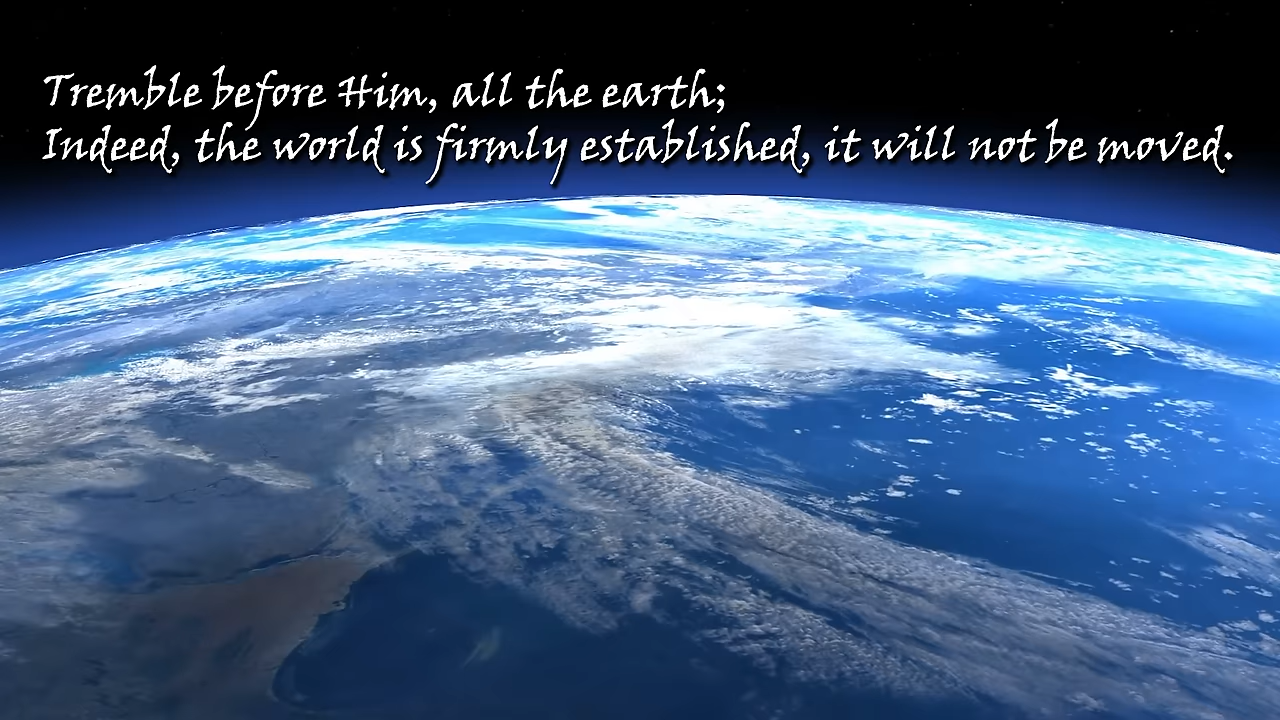 Tremble before Him, all the earth;
Indeed, the world is firmly established, it will not be moved.